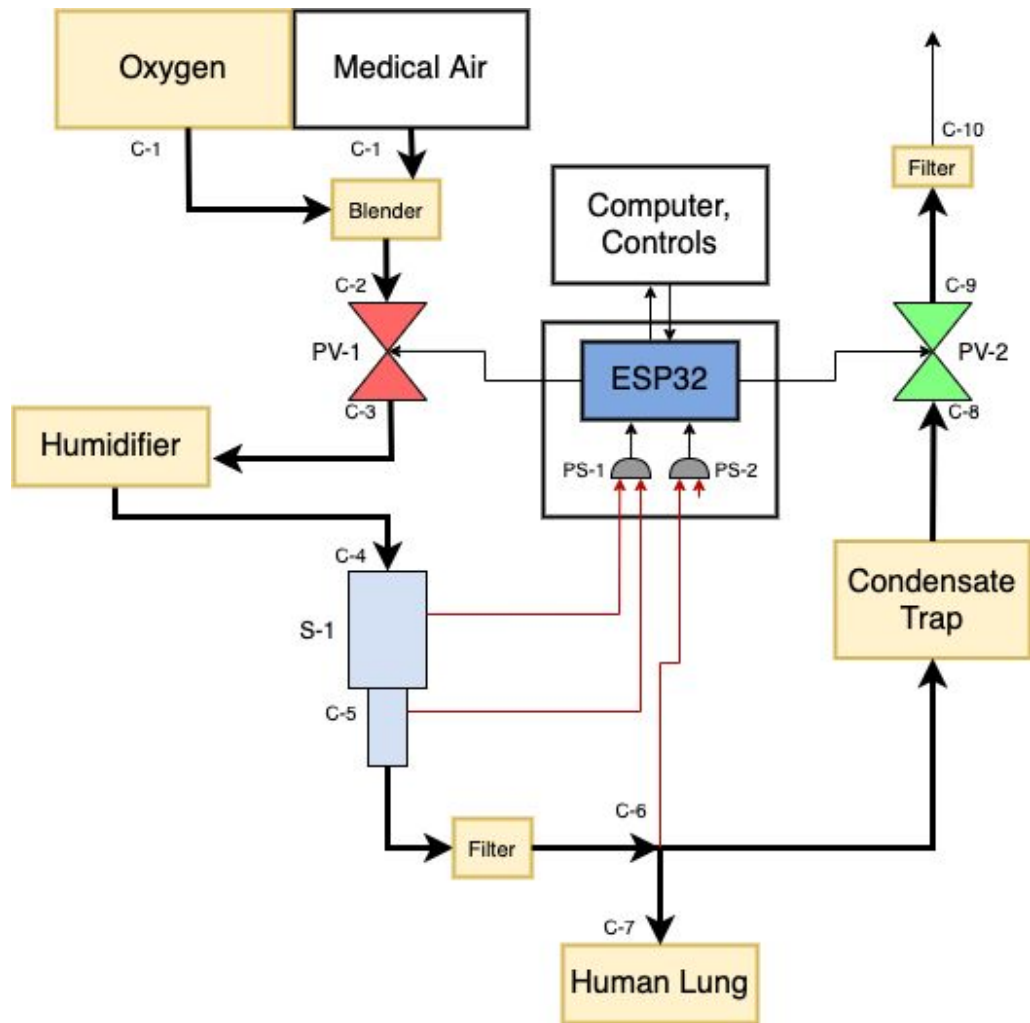 Oxygen
Medical Air
C-1
C-1
C-10
Filter
Blender
Computer,
Controls
C-2
C-9
PV-1
ESP32
PV-2
C-3
C-8
Humidifier
PS-1
PS-2
C-4
Condensate
Trap
S-1
C-5
C-6
Filter
C-7
Human Lung